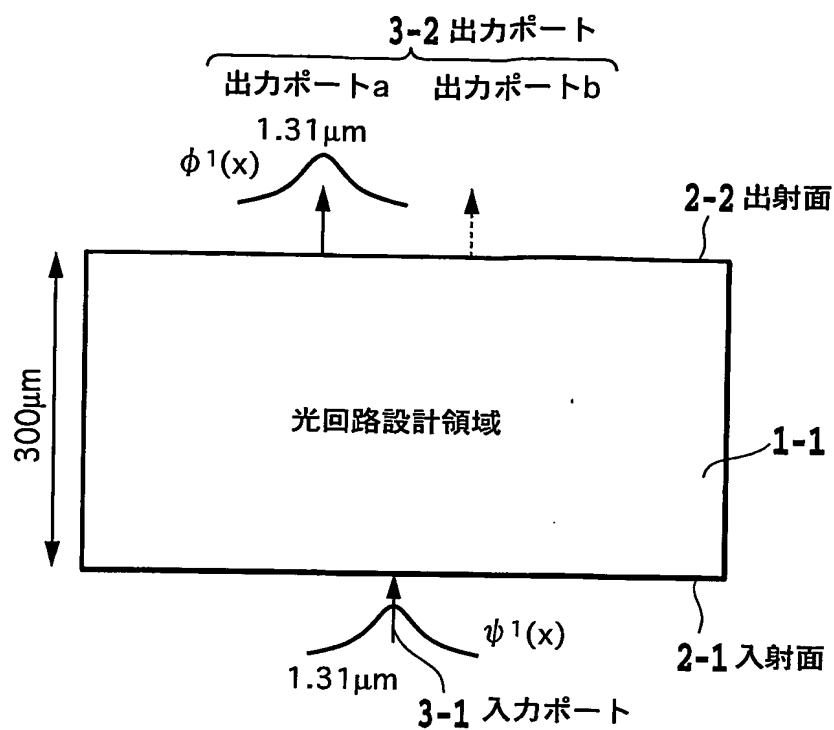 3-2 出力ポート
出力ポートa 出力ポートb
1.31μm
φ¹(x)
2-2 出射面
300μm
光回路設計領域
1-1
ψ¹(x)
1.31μm
2-1 入射面
3-1 入力ポート